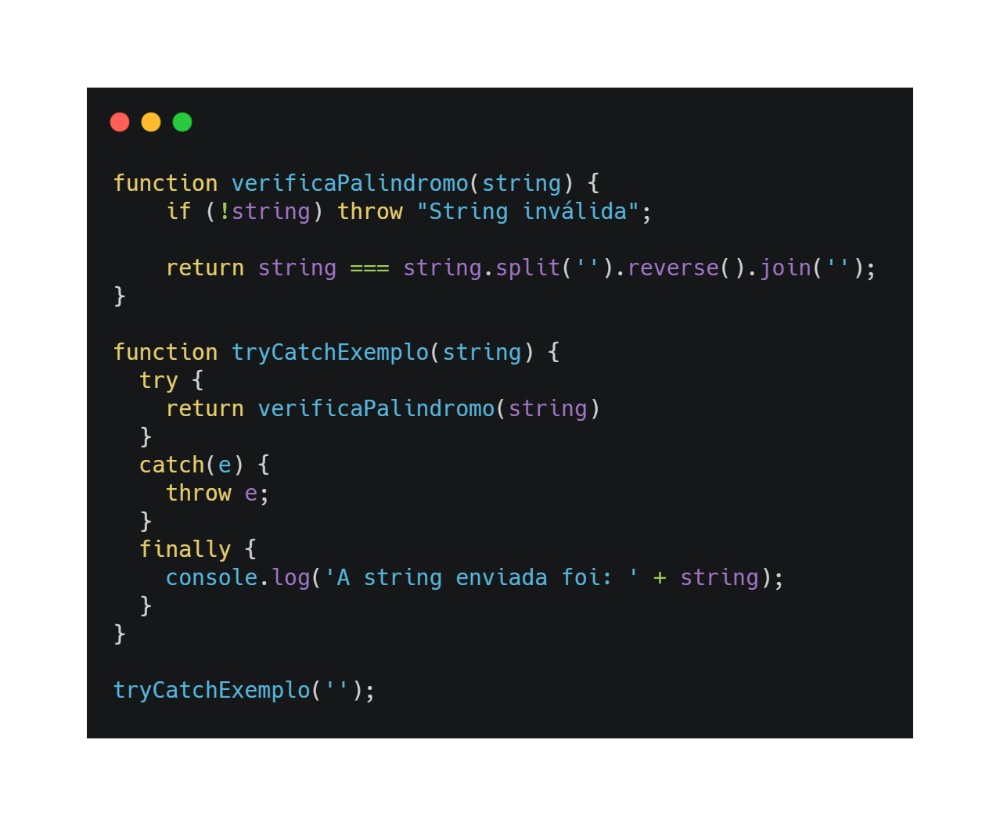 function verificaPalindromo(string) {
    if (!string) throw "String inválida";

    return string === string.split('').reverse().join('');
}

function tryCatchExemplo(string) {
  try {
    return verificaPalindromo(string)
  }
  catch(e) {
    throw e;
  }
  finally {
    console.log('A string enviada foi: ' + string);
  }
}

tryCatchExemplo('');